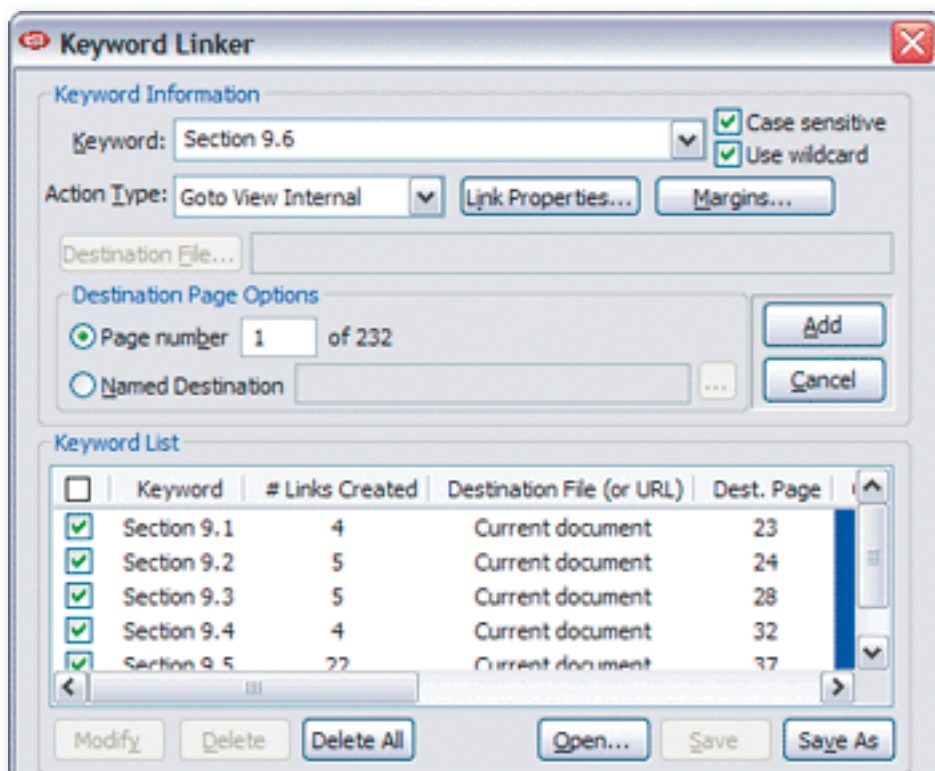 Keyword Linker
Keyword Information
Keyword: Section 9.6
Case sensitive
Use wildcard
Action Type: Goto View Internal Link Properties... Margins...
Destination File...
Destination Page Options
Page number 1 of 232
Named Destination ...
Add
Cancel
Keyword List
Keyword # Links Created Destination File (or URL) Dest. Page
Section 9.1 4 Current document 23
Section 9.2 5 Current document 24
Section 9.3 5 Current document 28
Section 9.4 4 Current document 32
Section 9.5 22 Current document 37
Modify Delete Delete All Open... Save Save As